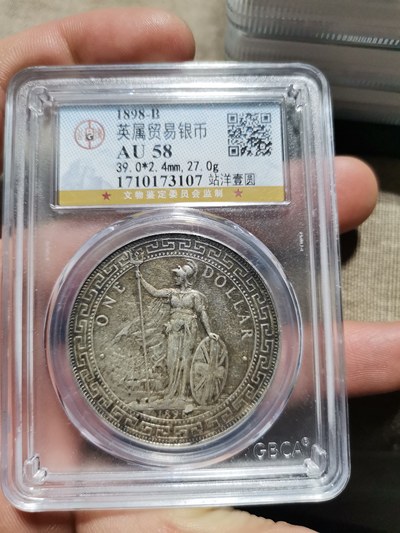 1898-B
英属贸易银币
AU 58
39.0*2.4mm,27.0g
1710173107 站洋壹圆
★ 文物鉴定委员会监制 ★
ONE DOLLAR
GBCA®